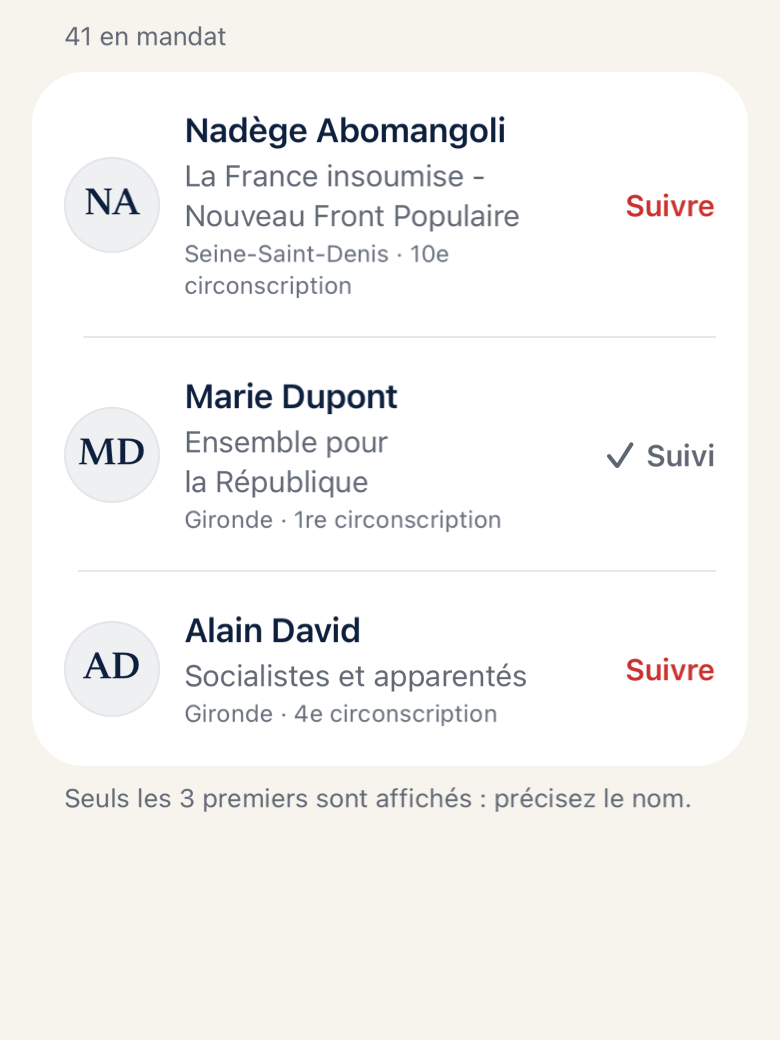 41 en mandat
NA
Nadège Abomangoli
La France insoumise -
Nouveau Front Populaire
Seine-Saint-Denis · 10e
circonscription
Suivre
MD
Marie Dupont
Ensemble pour
la République
Gironde · 1re circonscription
✓ Suivi
AD
Alain David
Socialistes et apparentés
Gironde · 4e circonscription
Suivre
Seuls les 3 premiers sont affichés : précisez le nom.